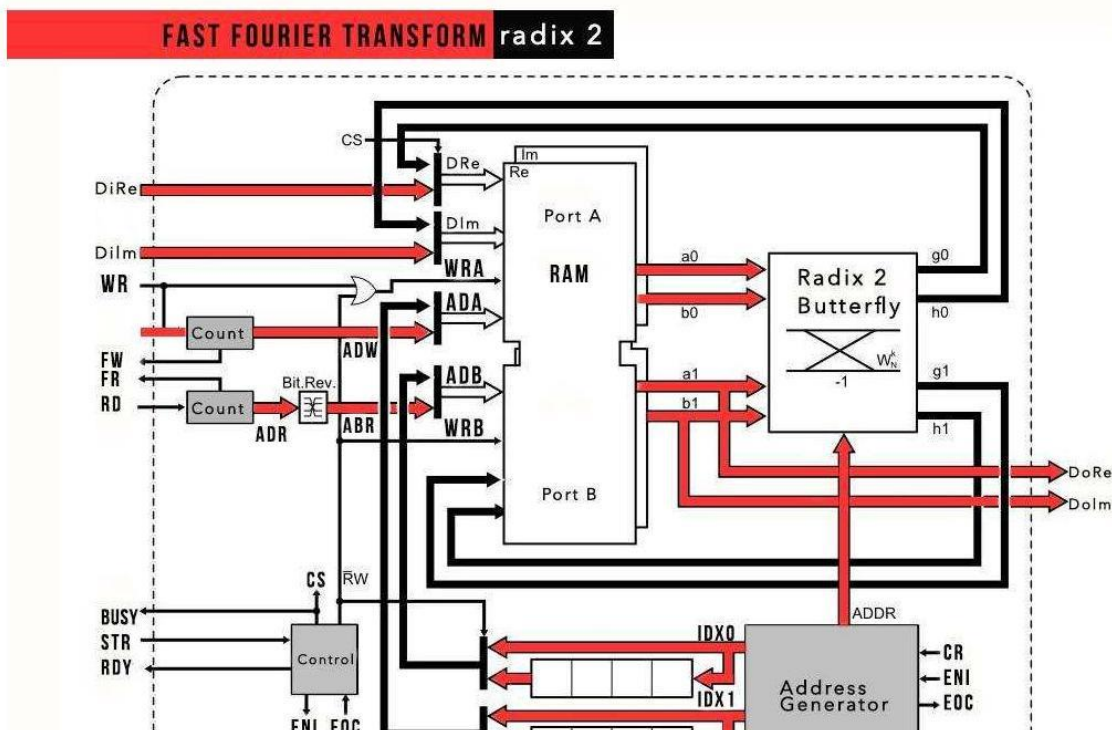 FAST FOURIER TRANSFORM radix 2
CS
DRe
Im
Re
DiRe
Port A
DIm
DiIm
WRA
RAM
WR
ADA
a0
b0
Radix 2
Butterfly
g0
h0
Count
ADW
FW
FR
Bit.Rev.
ADB
a1
b1
W_N^k
-1
g1
h1
RD
Count
ADR
ABR
WRB
Port B
DoRe
DoIm
CS
R̅W
BUSY
STR
RDY
Control
ENI EOC
IDX0
IDX1
ADDR
Address
Generator
CR
ENI
EOC